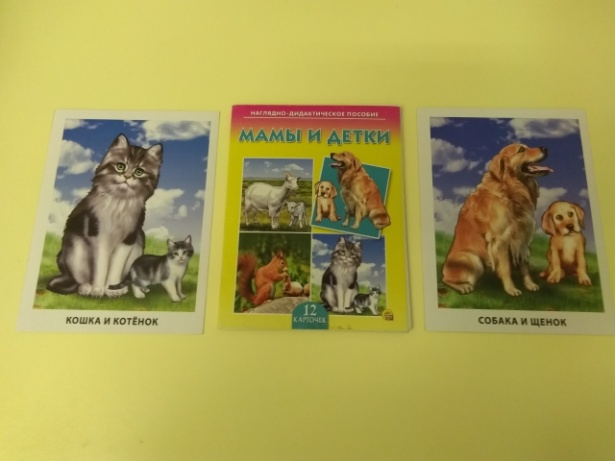 КОШКА И КОТЁНОК
НАГЛЯДНО-ДИДАКТИЧЕСКОЕ ПОСОБИЕ
МАМЫ И ДЕТКИ
12
КАРТОЧЕК
СОБАКА И ЩЕНОК